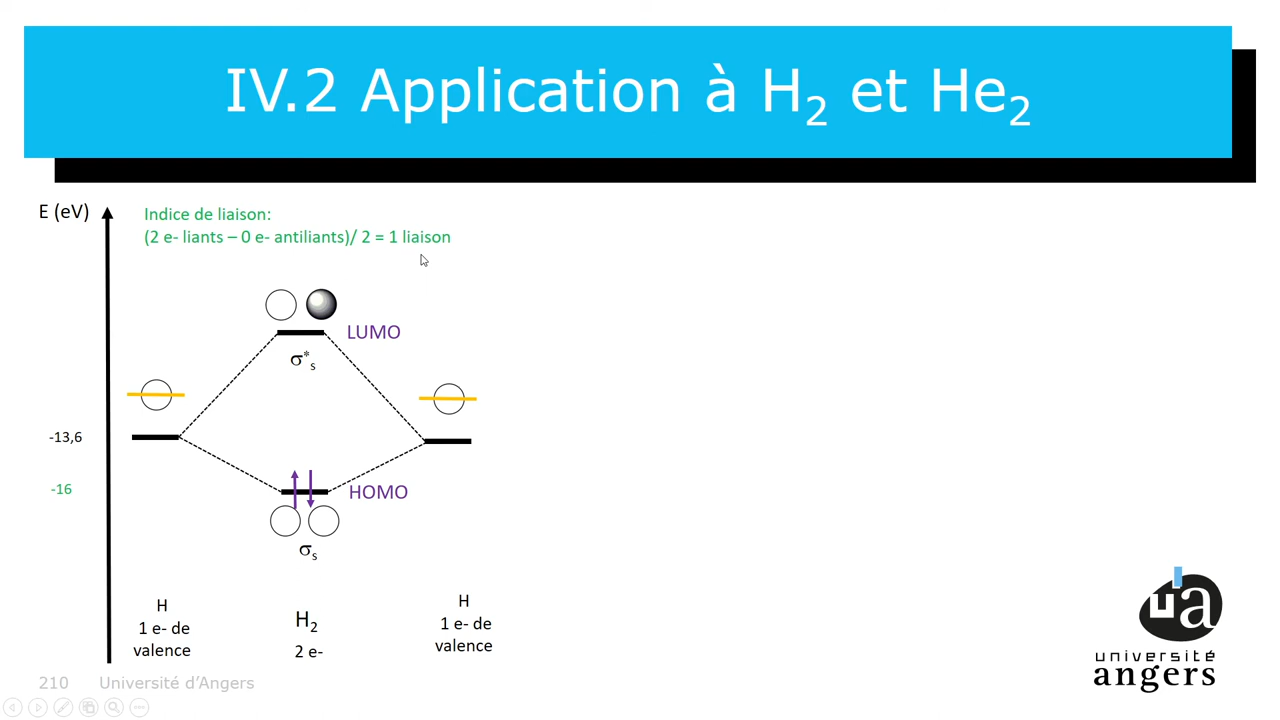 IV.2 Application à H2 et He2
E (eV)
Indice de liaison:
(2 e- liants – 0 e- antiliants)/ 2 = 1 liaison
LUMO
σ*s
-13,6
-16
HOMO
σs
H
1 e- de
valence
H2
2 e-
H
1 e- de
valence
210 Université d'Angers
ua
université
angers